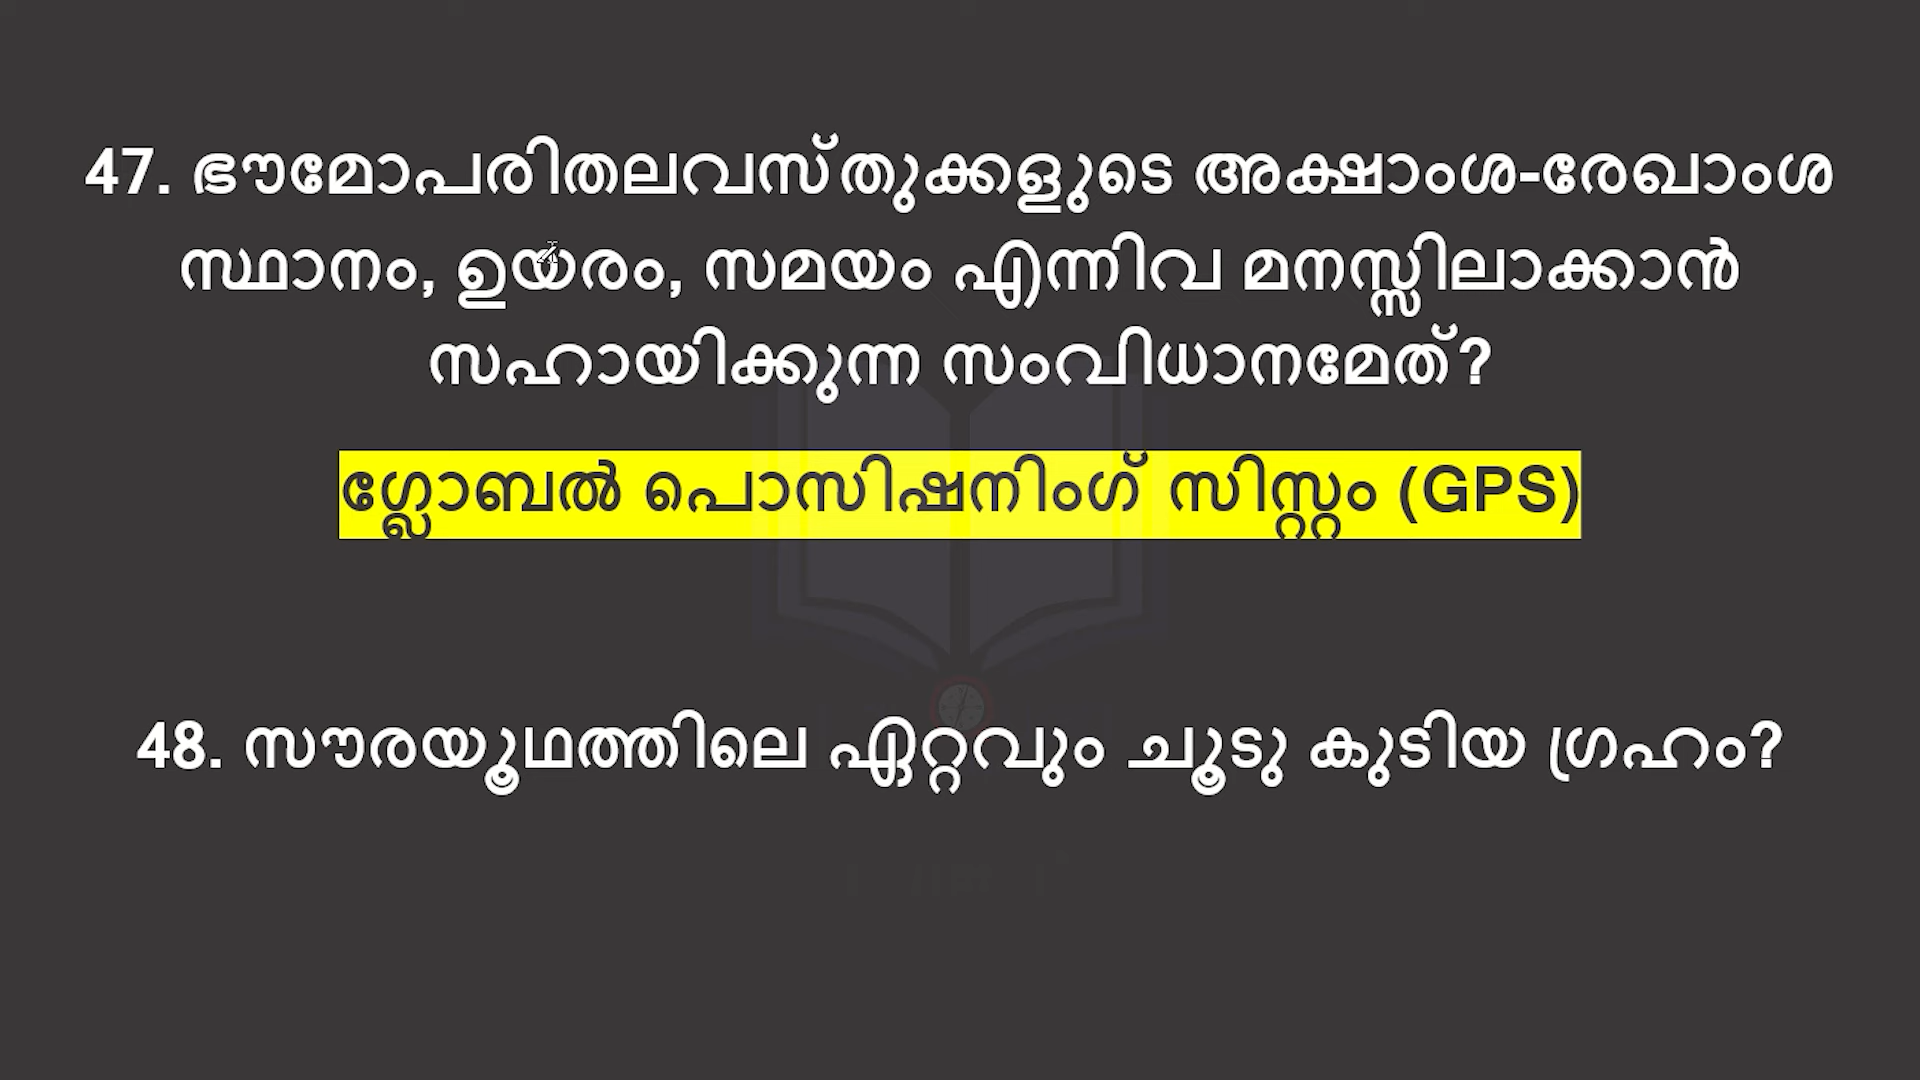 47. ഭൗമോപരിതലവസ്തുക്കളുടെ അക്ഷാംശ-രേഖാംശ
സ്ഥാനം, ഉയരം, സമയം എന്നിവ മനസ്സിലാക്കാൻ
സഹായിക്കുന്ന സംവിധാനമേത്?
ഗ്ലോബൽ പൊസിഷനിംഗ് സിസ്റ്റം (GPS)
48. സൗരയൂഥത്തിലെ ഏറ്റവും ചൂടു കുടിയ ഗ്രഹം?